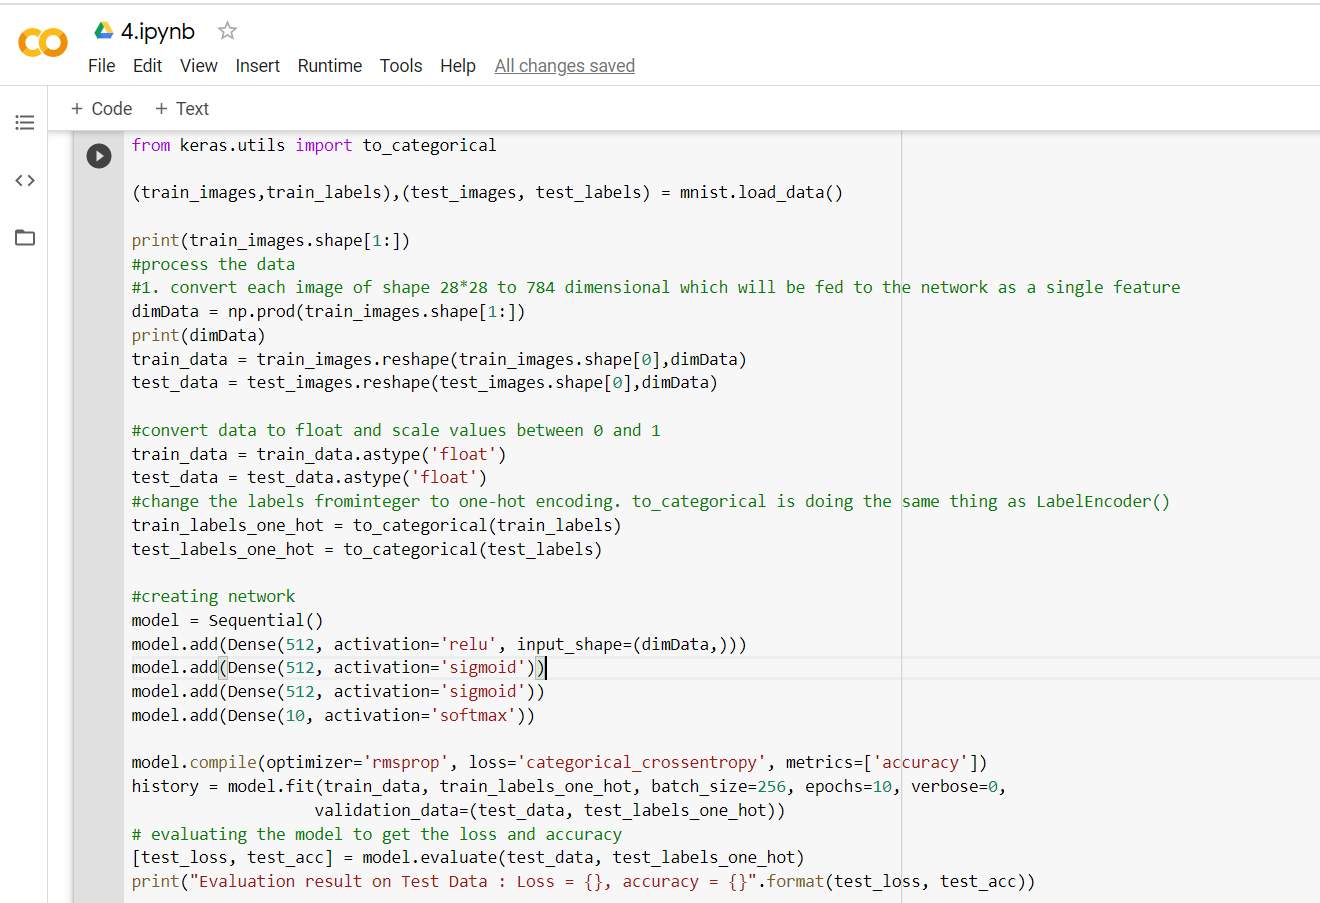 4.ipynb
File Edit View Insert Runtime Tools Help All changes saved
+ Code + Text
from keras.utils import to_categorical
(train_images,train_labels),(test_images, test_labels) = mnist.load_data()
print(train_images.shape[1:])
#process the data
#1. convert each image of shape 28*28 to 784 dimensional which will be fed to the network as a single feature
dimData = np.prod(train_images.shape[1:])
print(dimData)
train_data = train_images.reshape(train_images.shape[0],dimData)
test_data = test_images.reshape(test_images.shape[0],dimData)
#convert data to float and scale values between 0 and 1
train_data = train_data.astype('float')
test_data = test_data.astype('float')
#change the labels frominteger to one-hot encoding. to_categorical is doing the same thing as LabelEncoder()
train_labels_one_hot = to_categorical(train_labels)
test_labels_one_hot = to_categorical(test_labels)
#creating network
model = Sequential()
model.add(Dense(512, activation='relu', input_shape=(dimData,)))
model.add(Dense(512, activation='sigmoid'))
model.add(Dense(512, activation='sigmoid'))
model.add(Dense(10, activation='softmax'))
model.compile(optimizer='rmsprop', loss='categorical_crossentropy', metrics=['accuracy'])
history = model.fit(train_data, train_labels_one_hot, batch_size=256, epochs=10, verbose=0,
validation_data=(test_data, test_labels_one_hot))
# evaluating the model to get the loss and accuracy
[test_loss, test_acc] = model.evaluate(test_data, test_labels_one_hot)
print("Evaluation result on Test Data : Loss = {}, accuracy = {}".format(test_loss, test_acc))